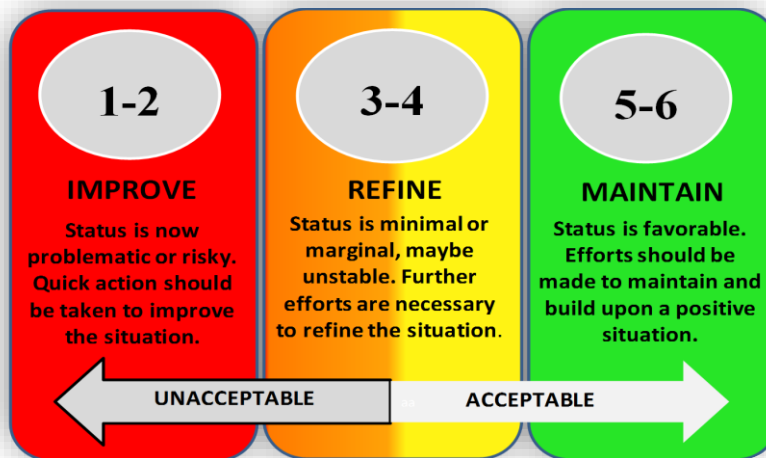 1-2
IMPROVE
Status is now
problematic or risky.
Quick action should
be taken to improve
the situation.
3-4
REFINE
Status is minimal or
marginal, maybe
unstable. Further
efforts are necessary
to refine the situation.
5-6
MAINTAIN
Status is favorable.
Efforts should be
made to maintain and
build upon a positive
situation.
UNACCEPTABLE
ACCEPTABLE